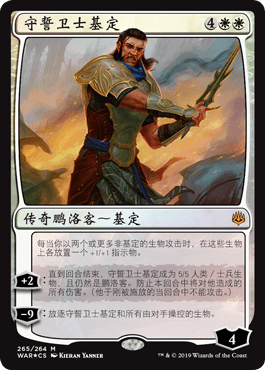 守誓卫士基定 4
传奇鹏洛客～基定
每当你以两个或更多非基定的生物攻击时，在这些生物
上各放置一个+1/+1指示物。
+2 ：直到回合结束，守誓卫士基定成为5/5人类／士兵生
物，且仍然是鹏洛客。防止本回合中将对他造成的
所有伤害。（他于刚被施放的当回合中不能攻击。）
-9 ：放逐守誓卫士基定和所有由对手操控的生物。
4
265/264 M
WAR★CS KIERAN YANNER
™ & © 2019 Wizards of the Coast